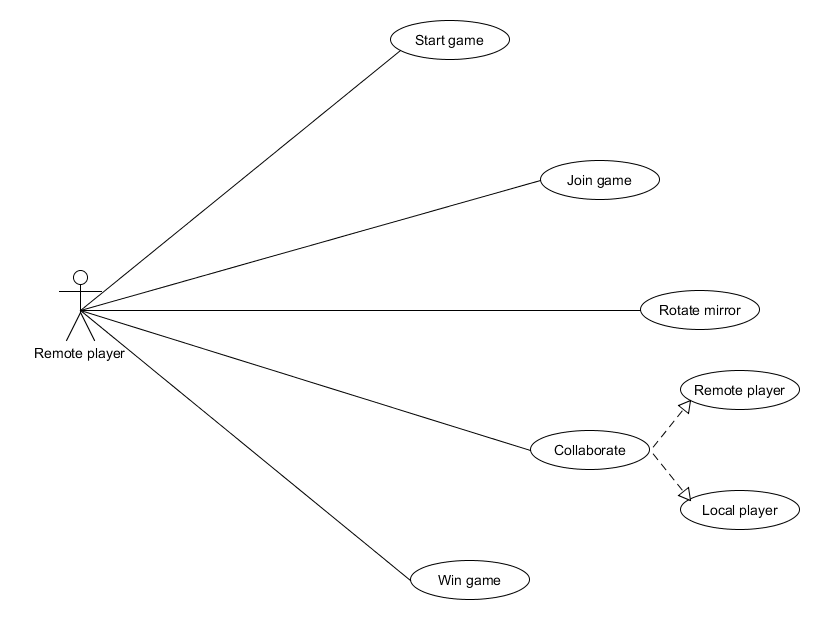 Start game
Join game
Rotate mirror
Remote player
Remote player
Collaborate
Local player
Win game